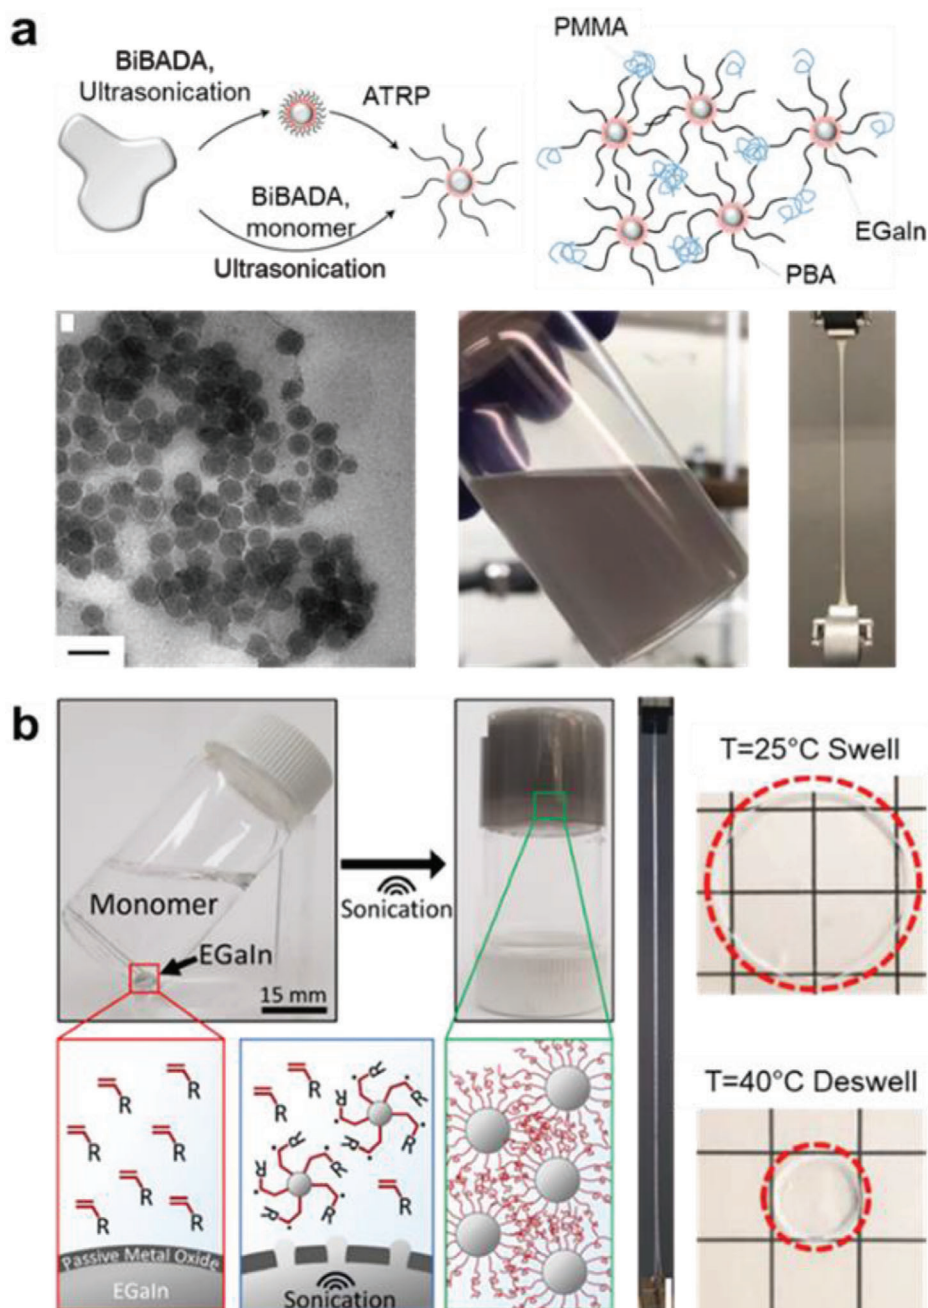 a
BiBADA,
Ultrasonication
ATRP
BiBADA,
monomer
Ultrasonication
PMMA
EGaIn
PBA
b
Monomer
EGaIn
15 mm
Sonication
T=25°C Swell
T=40°C Deswell
R
R
R
R
R
R
R
Passive Metal Oxide
EGaIn
R
R
R
R
R
R
R
R
R
Sonication